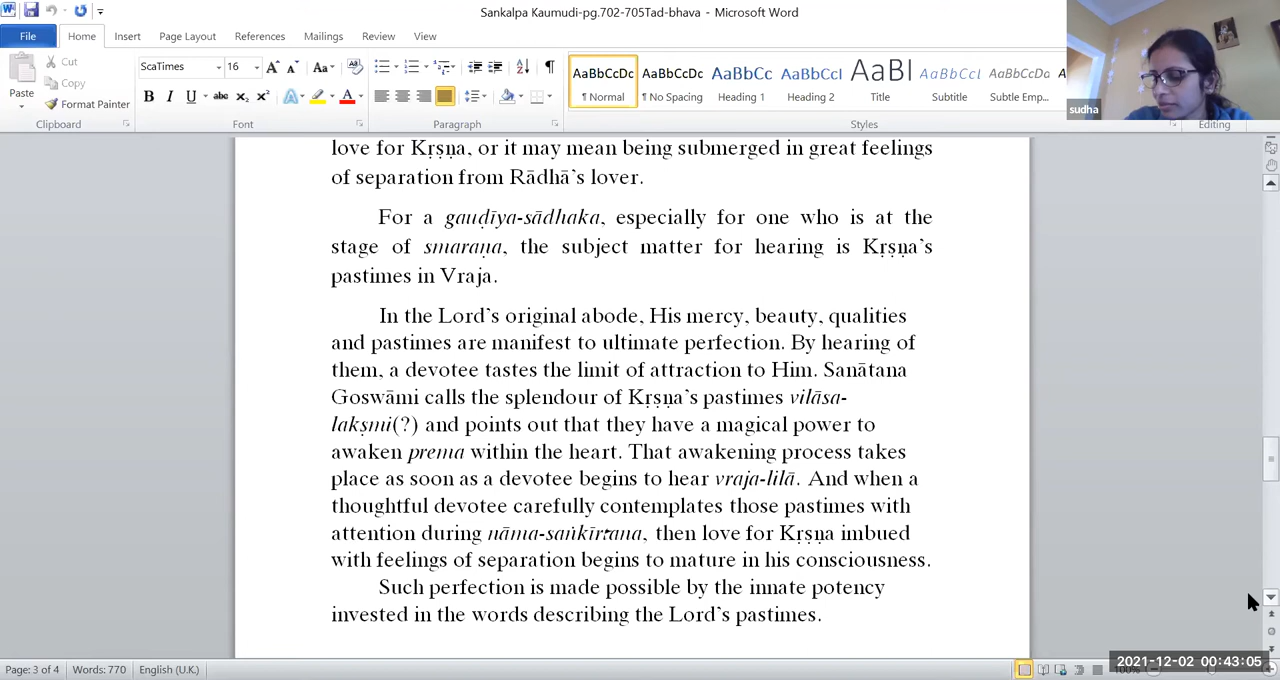 Sankalpa Kaumudi-pg.702-705Tad-bhava - Microsoft Word
File Home Insert Page Layout References Mailings Review View
Paste Cut Copy Format Painter
ScaTimes 16
B I U abc
AaBbCcDc AaBbCcDc AaBbCc AaBbCcI AaBl AaBbCcL AaBbCcDc
¶ Normal ¶ No Spacing Heading 1 Heading 2 Title Subtitle Subtle Emp...
Clipboard Font Paragraph Styles Editing
sudha
love for Kṛṣṇa, or it may mean being submerged in great feelings
of separation from Rādhā’s lover.
For a gauḍīya-sādhaka, especially for one who is at the
stage of smaraṇa, the subject matter for hearing is Kṛṣṇa’s
pastimes in Vraja.
In the Lord’s original abode, His mercy, beauty, qualities
and pastimes are manifest to ultimate perfection. By hearing of
them, a devotee tastes the limit of attraction to Him. Sanātana
Goswāmi calls the splendour of Kṛṣṇa’s pastimes vilāsa-
lakṣmi(?) and points out that they have a magical power to
awaken prema within the heart. That awakening process takes
place as soon as a devotee begins to hear vraja-lilā. And when a
thoughtful devotee carefully contemplates those pastimes with
attention during nāma-saṅkīrtana, then love for Kṛṣṇa imbued
with feelings of separation begins to mature in his consciousness.
Such perfection is made possible by the innate potency
invested in the words describing the Lord’s pastimes.
Page: 3 of 4 Words: 770 English (U.K.)
2021-12-02 00:43:05